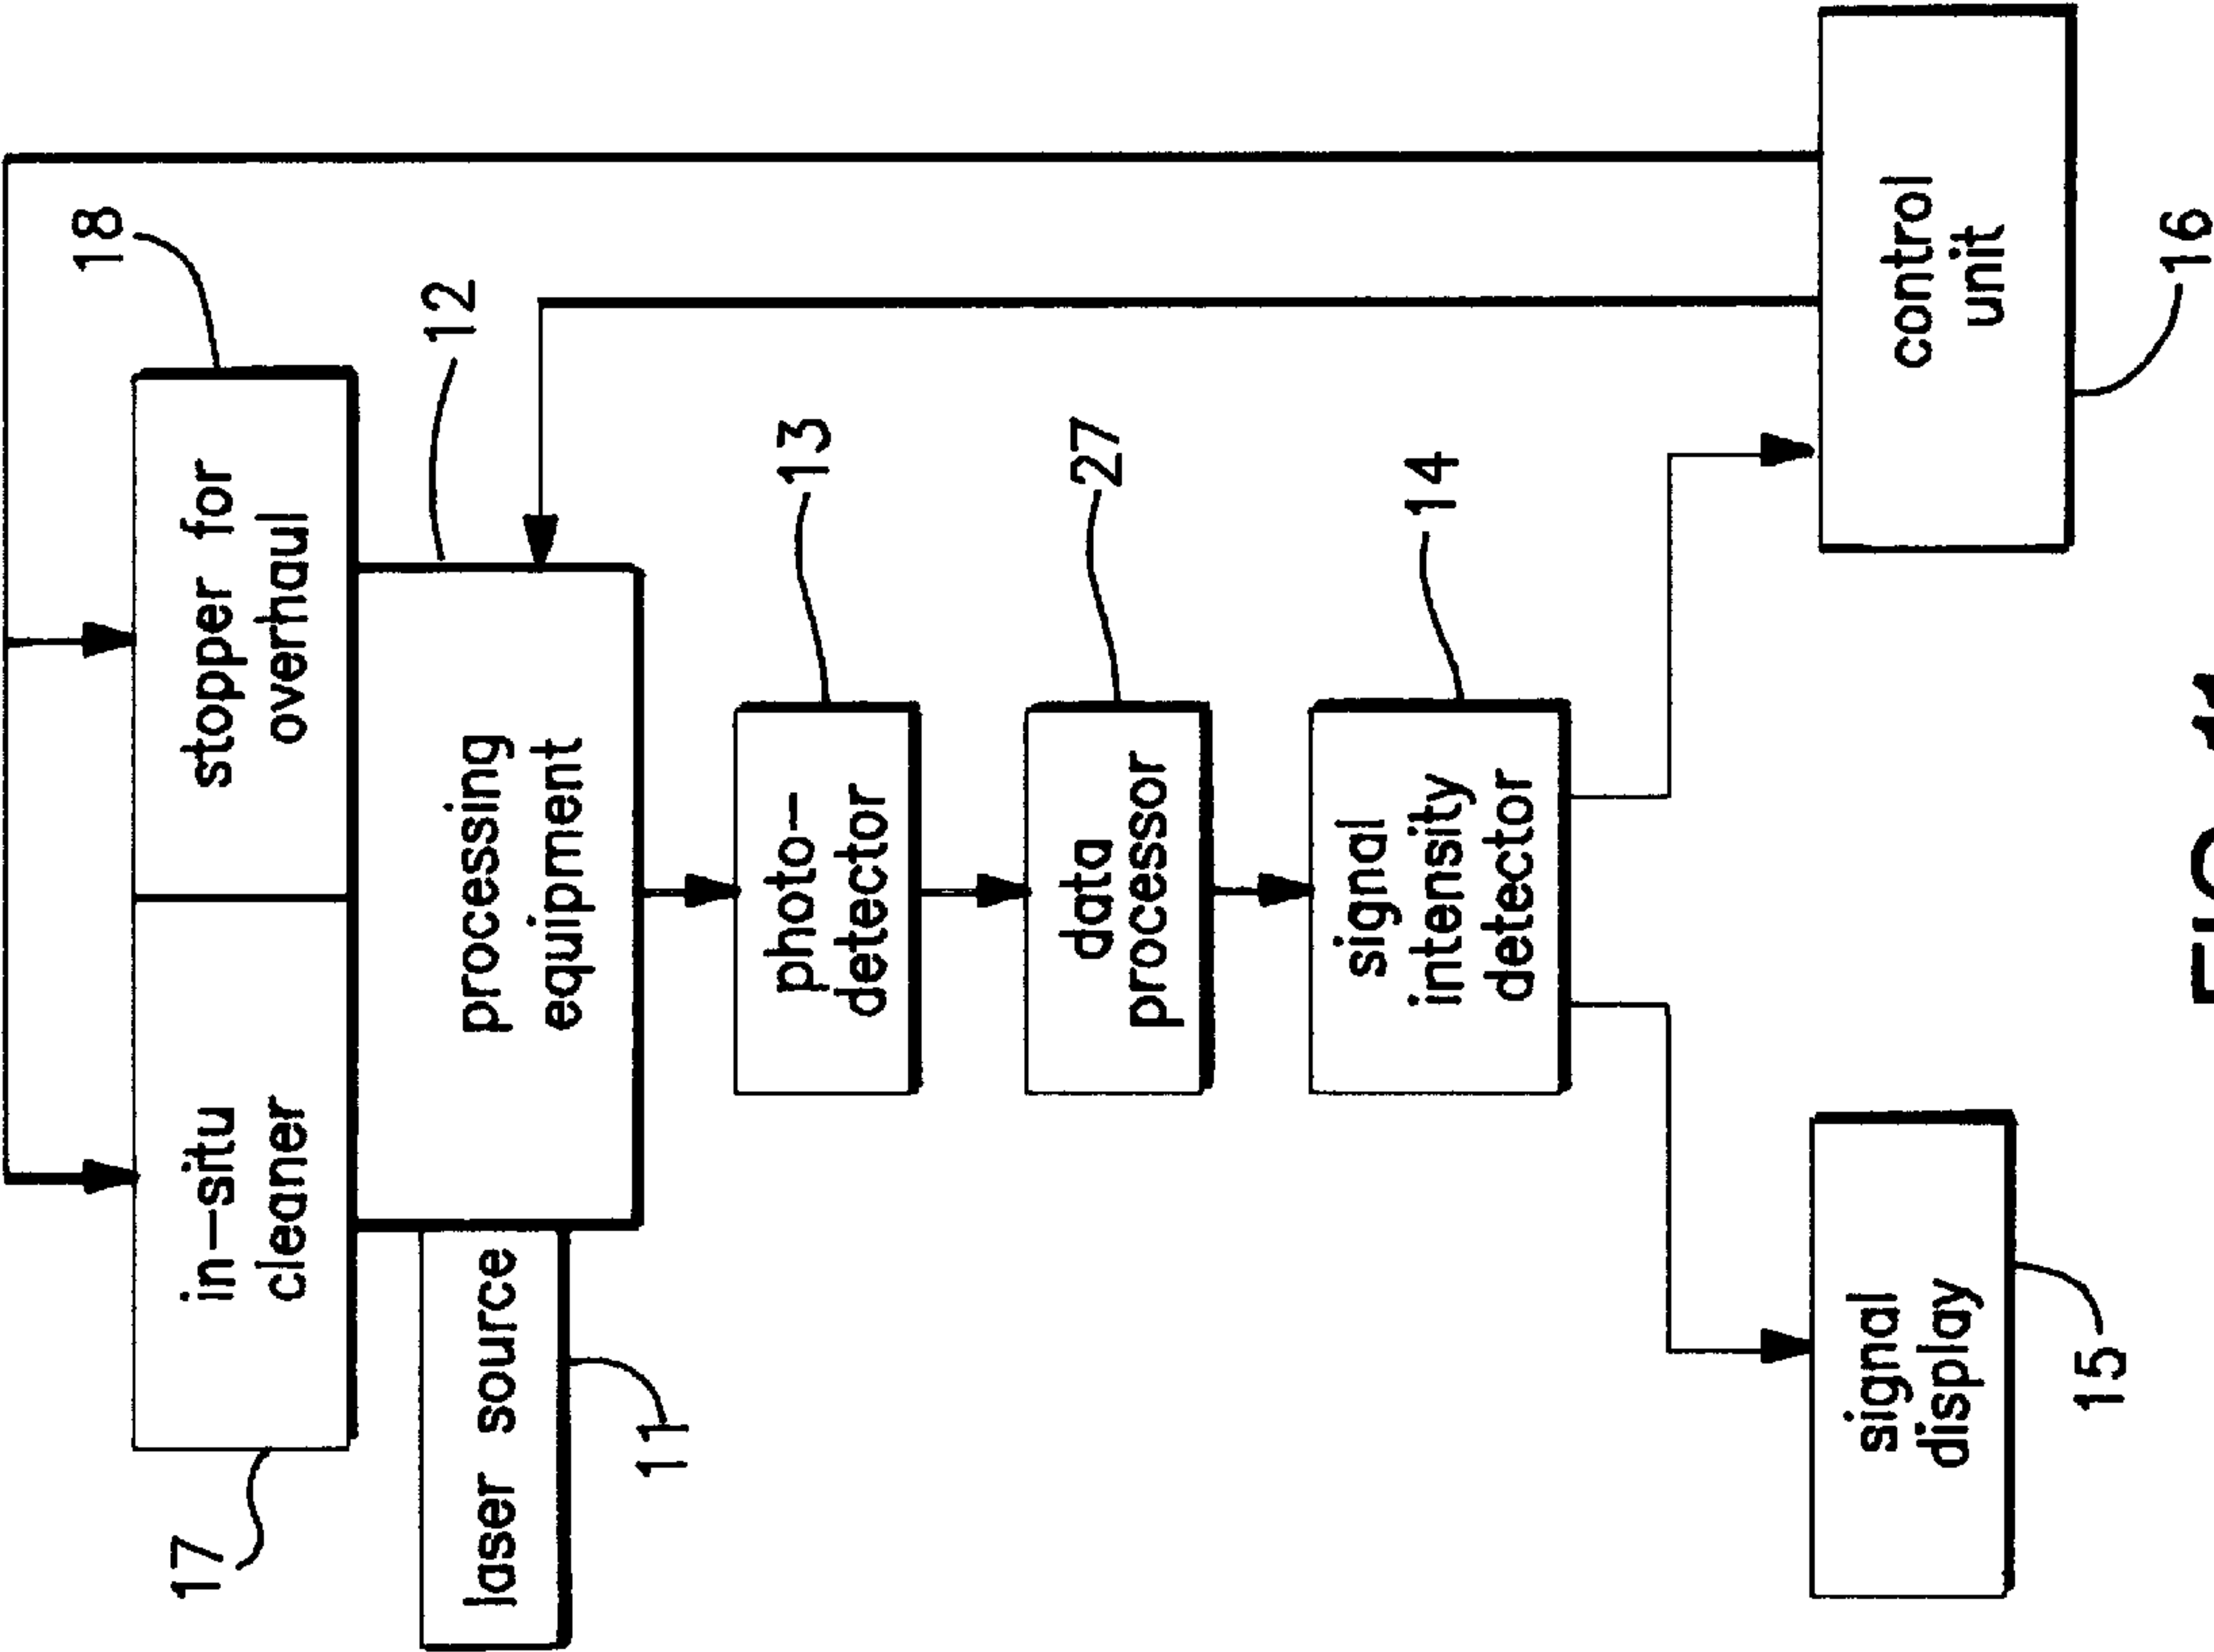 18
stopper for
overhaul
in-situ
cleaner
17
12
processing
equipment
laser source
11
13
photo-
detector
27
data
processor
14
signal
intensity
detector
control
unit
16
signal
display
15